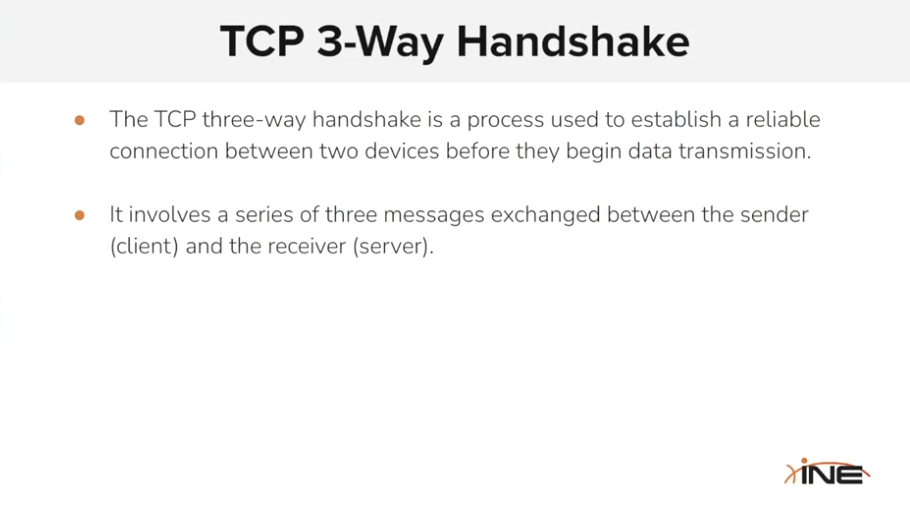 TCP 3-Way Handshake
● The TCP three-way handshake is a process used to establish a reliable
connection between two devices before they begin data transmission.
● It involves a series of three messages exchanged between the sender
(client) and the receiver (server).
INE